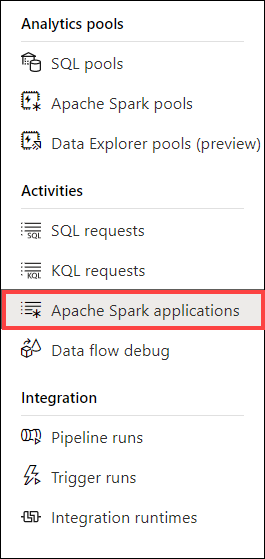 Analytics pools
SQL pools
Apache Spark pools
Data Explorer pools (preview)
Activities
SQL requests
KQL requests
Apache Spark applications
Data flow debug
Integration
Pipeline runs
Trigger runs
Integration runtimes